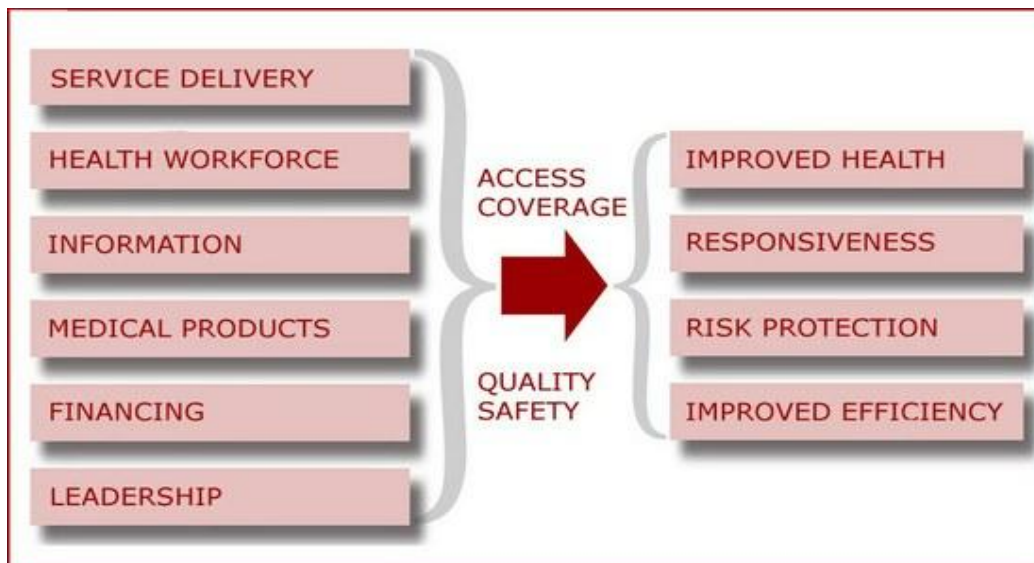 SERVICE DELIVERY
HEALTH WORKFORCE
INFORMATION
MEDICAL PRODUCTS
FINANCING
LEADERSHIP
ACCESS
COVERAGE
QUALITY
SAFETY
IMPROVED HEALTH
RESPONSIVENESS
RISK PROTECTION
IMPROVED EFFICIENCY